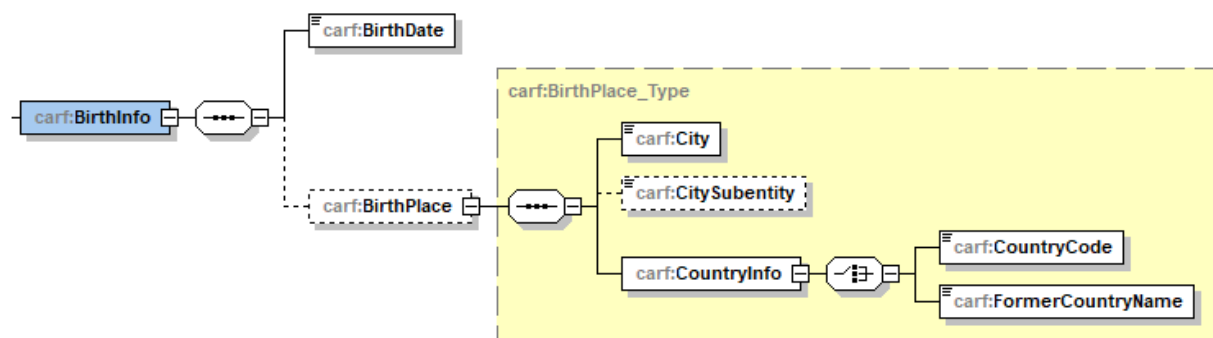 carf:BirthDate
carf:BirthPlace_Type
carf:BirthInfo
carf:City
carf:CitySubentity
carf:BirthPlace
carf:CountryCode
carf:CountryInfo
carf:FormerCountryName